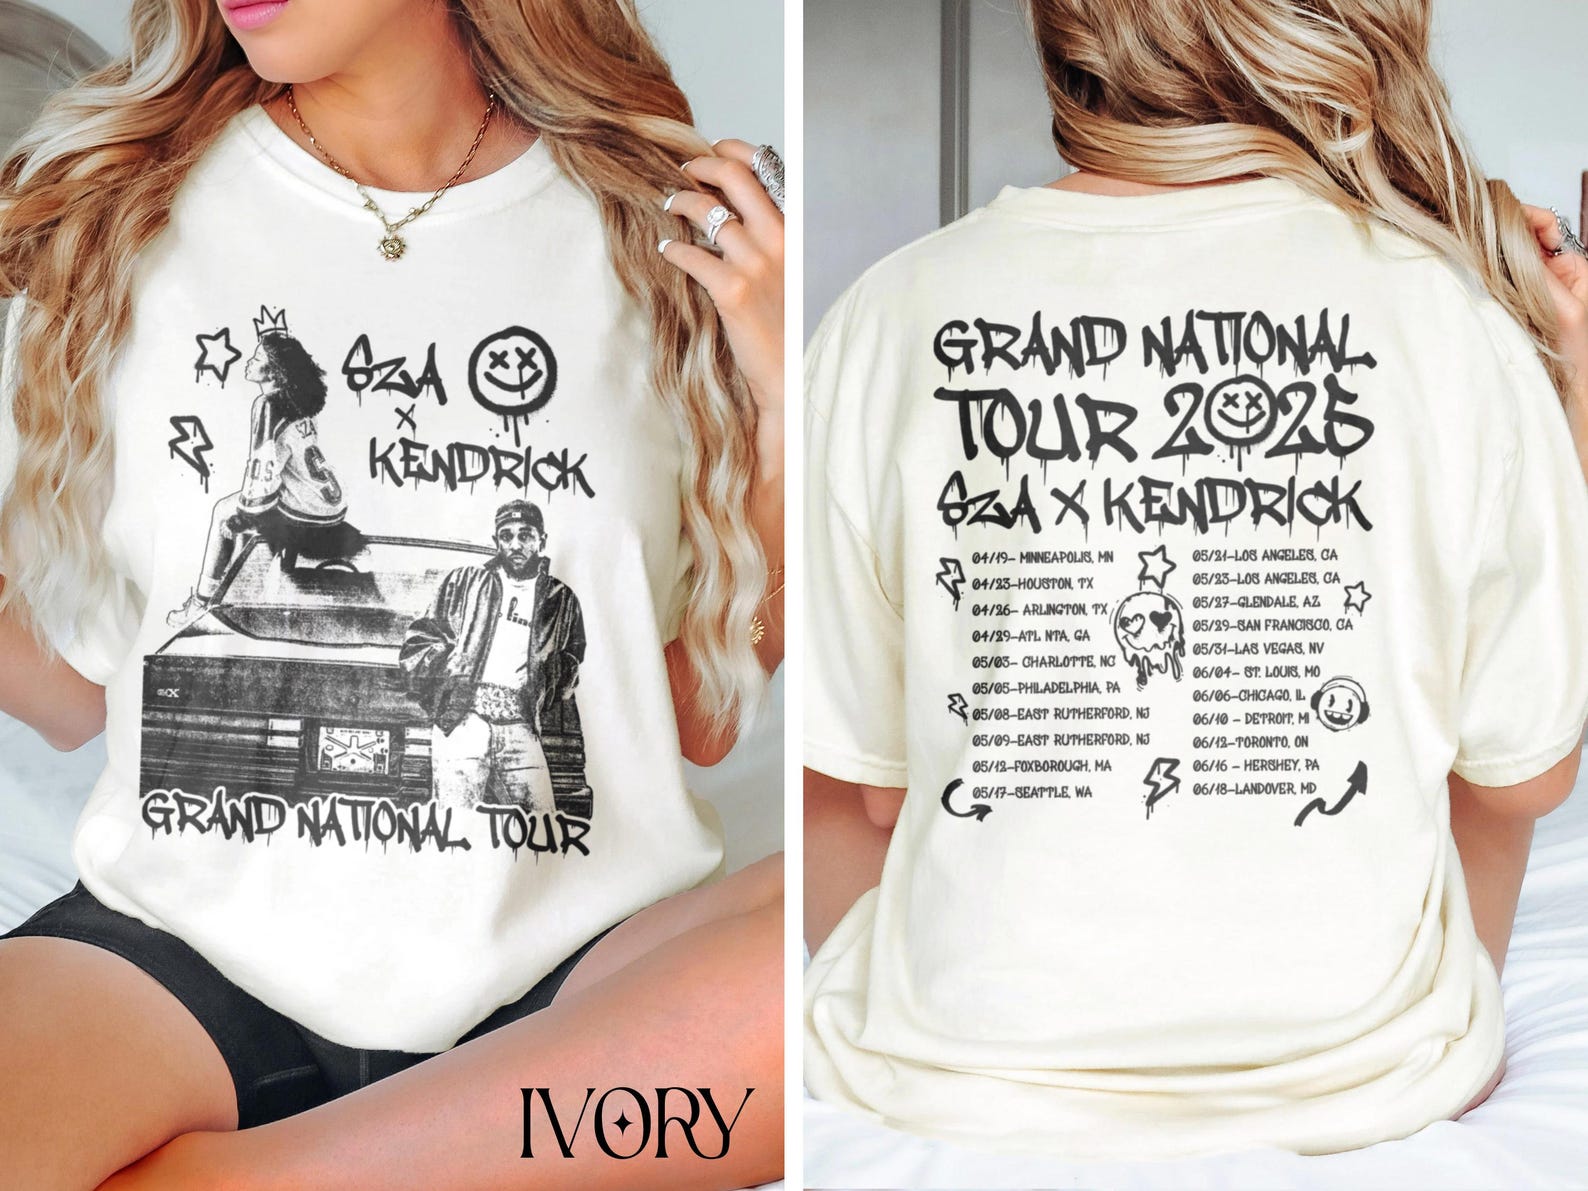 SZA
X
KENDRICK
SZA
S
GNX
GRAND NATIONAL TOUR
IVORY
GRAND NATIONAL
TOUR 2025
SZA X KENDRICK
04/19- MINNEAPOLIS, MN
04/23-HOUSTON, TX
04/26- ARLINGTON, TX
04/29-ATL NTA, GA
05/03- CHARLOTTE, NC
05/05-PHILADELPHIA, PA
05/08-EAST RUTHERFORD, NJ
05/09-EAST RUTHERFORD, NJ
05/12-FOXBOROUGH, MA
05/17-SEATTLE, WA
05/21-LOS ANGELES, CA
05/23-LOS ANGELES, CA
05/27-GLENDALE, AZ
05/29-SAN FRANCISCO, CA
05/31-LAS VEGAS, NV
06/04- ST. LOUIS, MO
06/06-CHICAGO, IL
06/10 - DETROIT, MI
06/12-TORONTO, ON
06/16 - HERSHEY, PA
06/18-LANDOVER, MD